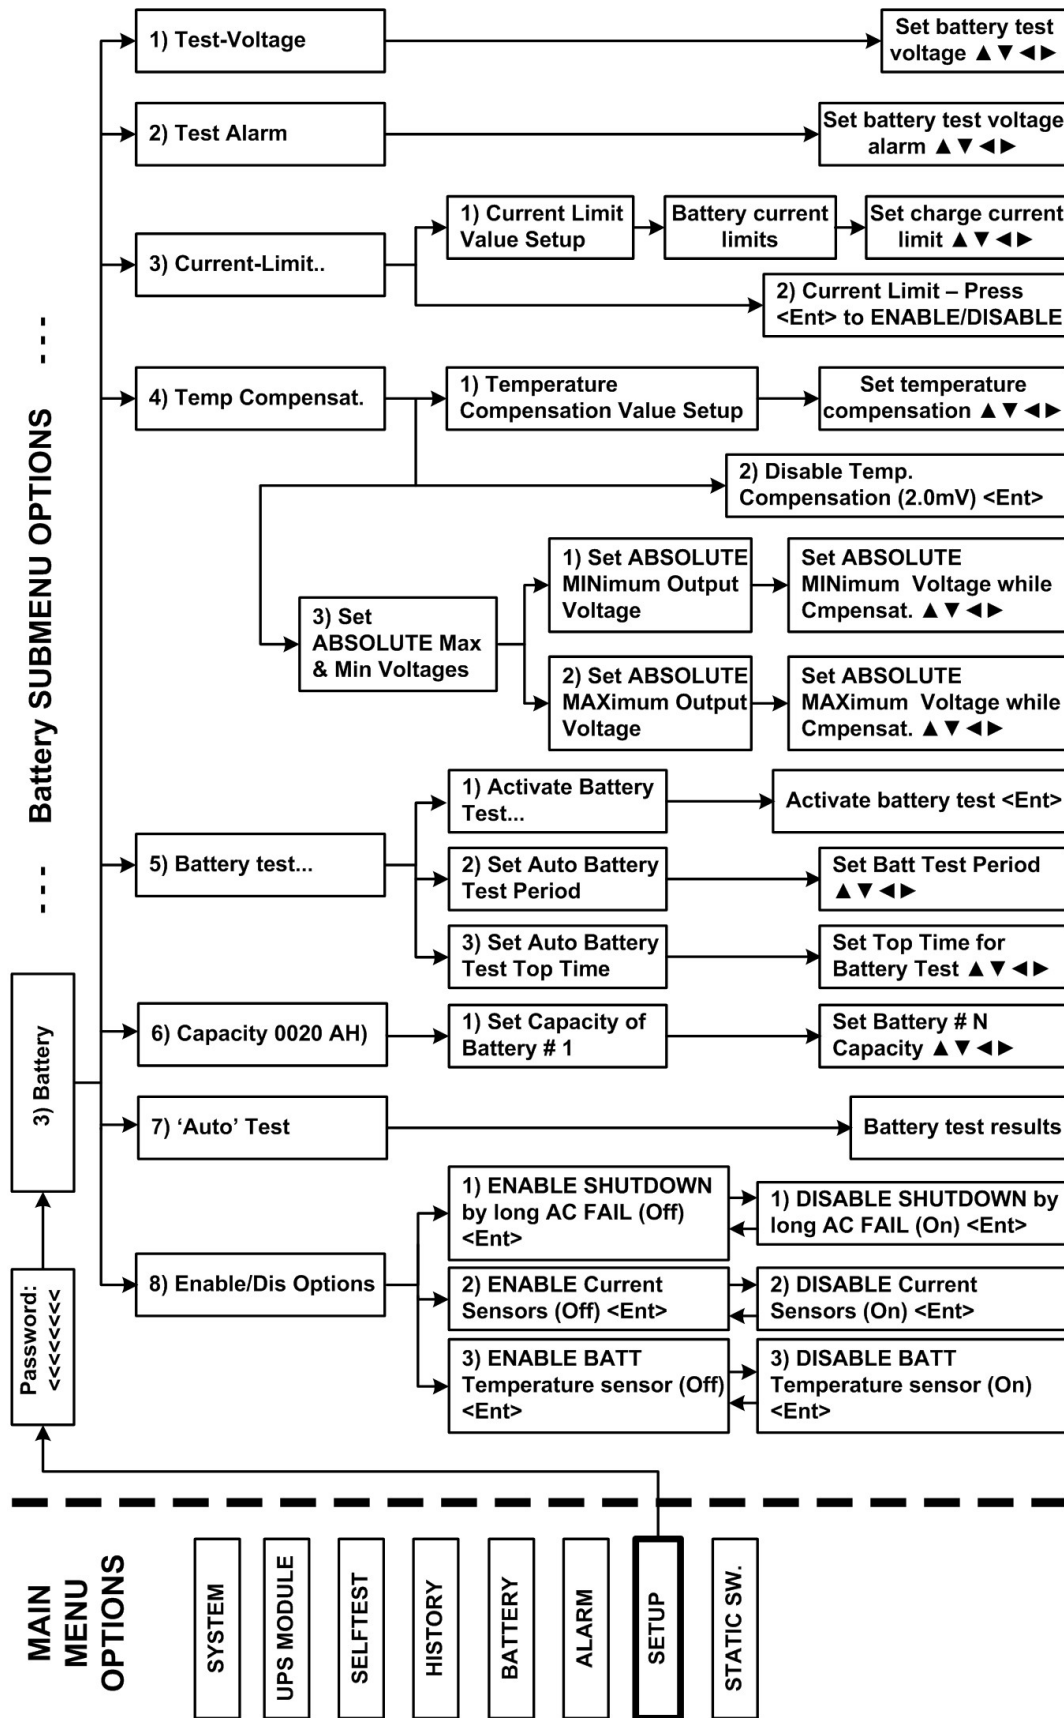 1) Test-Voltage
Set battery test
voltage ▲▼◄►
2) Test Alarm
Set battery test voltage
alarm ▲▼◄►
3) Current-Limit..
1) Current Limit
Value Setup
Battery current
limits
Set charge current
limit ▲▼◄►
2) Current Limit – Press
<Ent> to ENABLE/DISABLE
4) Temp Compensat.
1) Temperature
Compensation Value Setup
Set temperature
compensation ▲▼◄►
2) Disable Temp.
Compensation (2.0mV) <Ent>
3) Set
ABSOLUTE Max
& Min Voltages
1) Set ABSOLUTE
MINimum Output
Voltage
Set ABSOLUTE
MINimum Voltage while
Cmpensat. ▲▼◄►
2) Set ABSOLUTE
MAXimum Output
Voltage
Set ABSOLUTE
MAXimum Voltage while
Cmpensat. ▲▼◄►
5) Battery test...
1) Activate Battery
Test...
Activate battery test <Ent>
2) Set Auto Battery
Test Period
Set Batt Test Period
▲▼◄►
3) Set Auto Battery
Test Top Time
Set Top Time for
Battery Test ▲▼◄►
6) Capacity 0020 AH)
1) Set Capacity of
Battery # 1
Set Battery # N
Capacity ▲▼◄►
7) ‘Auto’ Test
Battery test results
8) Enable/Dis Options
1) ENABLE SHUTDOWN
by long AC FAIL (Off)
<Ent>
1) DISABLE SHUTDOWN by
long AC FAIL (On) <Ent>
2) ENABLE Current
Sensors (Off) <Ent>
2) DISABLE Current
Sensors (On) <Ent>
3) ENABLE BATT
Temperature sensor (Off)
<Ent>
3) DISABLE BATT
Temperature sensor (On)
<Ent>
--- Battery SUBMENU OPTIONS ---
3) Battery
Password:
<<<<<<<<
MAIN
MENU
OPTIONS
SYSTEM
UPS MODULE
SELFTEST
HISTORY
BATTERY
ALARM
SETUP
STATIC SW.